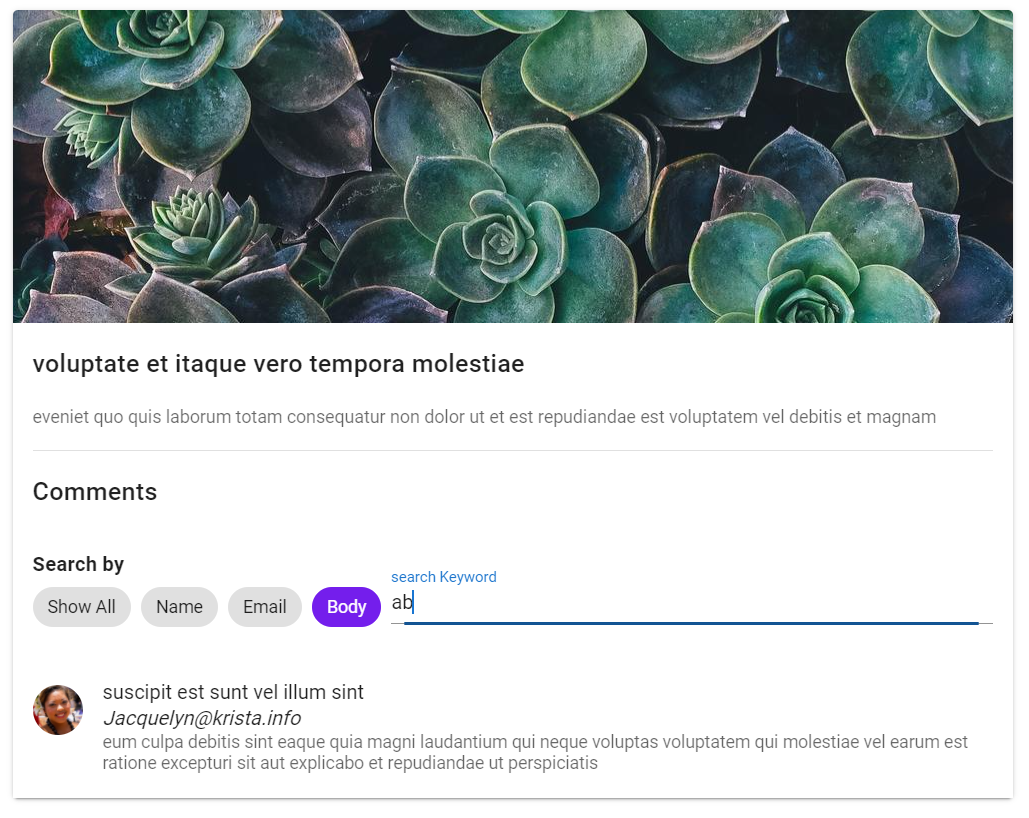 voluptate et itaque vero tempora molestiae
eveniet quo quis laborum totam consequatur non dolor ut et est repudiandae est voluptatem vel debitis et magnam
Comments
Search by
search Keyword
Show All Name Email Body ab
suscipit est sunt vel illum sint
Jacquelyn@krista.info
eum culpa debitis sint eaque quia magni laudantium qui neque voluptas voluptatem qui molestiae vel earum est
ratione excepturi sit aut explicabo et repudiandae ut perspiciatis